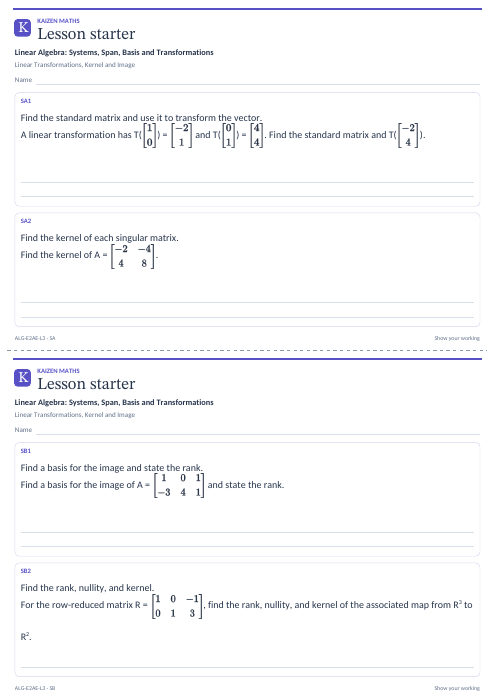 K
KAIZEN MATHS
Lesson starter
Linear Algebra: Systems, Span, Basis and Transformations
Linear Transformations, Kernel and Image
Name
SA1
Find the standard matrix and use it to transform the vector.
A linear transformation has T([1 0]) = [−2 1] and T([0 1]) = [4 4]. Find the standard matrix and T([−2 4]).
SA2
Find the kernel of each singular matrix.
Find the kernel of A = [−2 −4 4 8].
ALG-E2AE-L3 - SA
Show your working
K
KAIZEN MATHS
Lesson starter
Linear Algebra: Systems, Span, Basis and Transformations
Linear Transformations, Kernel and Image
Name
SB1
Find a basis for the image and state the rank.
Find a basis for the image of A = [1 0 1 −3 4 1] and state the rank.
SB2
Find the rank, nullity, and kernel.
For the row-reduced matrix R = [1 0 −1 0 1 3], find the rank, nullity, and kernel of the associated map from R³ to
R².
ALG-E2AE-L3 - SB
Show your working